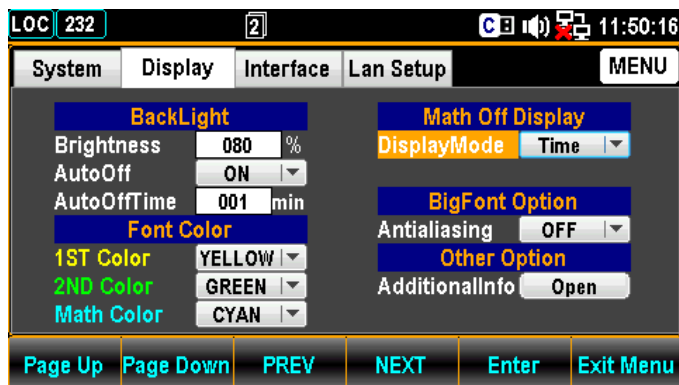 LOC 232 2 C 11:50:16
System Display Interface Lan Setup MENU
BackLight
Brightness 080 %
AutoOff ON
AutoOffTime 001 min
Font Color
1ST Color YELLOW
2ND Color GREEN
Math Color CYAN
Math Off Display
DisplayMode Time
BigFont Option
Antialiasing OFF
Other Option
AdditionalInfo Open
Page Up Page Down PREV NEXT Enter Exit Menu